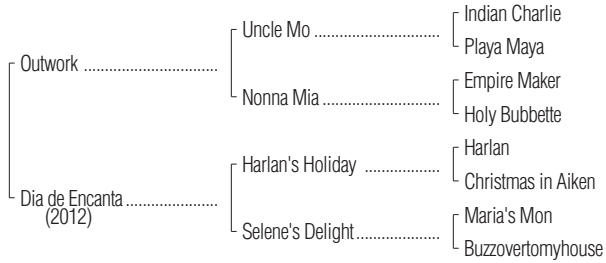 Indian Charlie
Uncle Mo ..........................
Playa Maya
Outwork ............................
Empire Maker
Nonna Mia ........................
Holy Bubbette
Harlan
Harlan's Holiday ................
Christmas in Aiken
Dia de Encanta ...................
(2012)
Maria's Mon
Selene's Delight .................
Buzzovertomyhouse